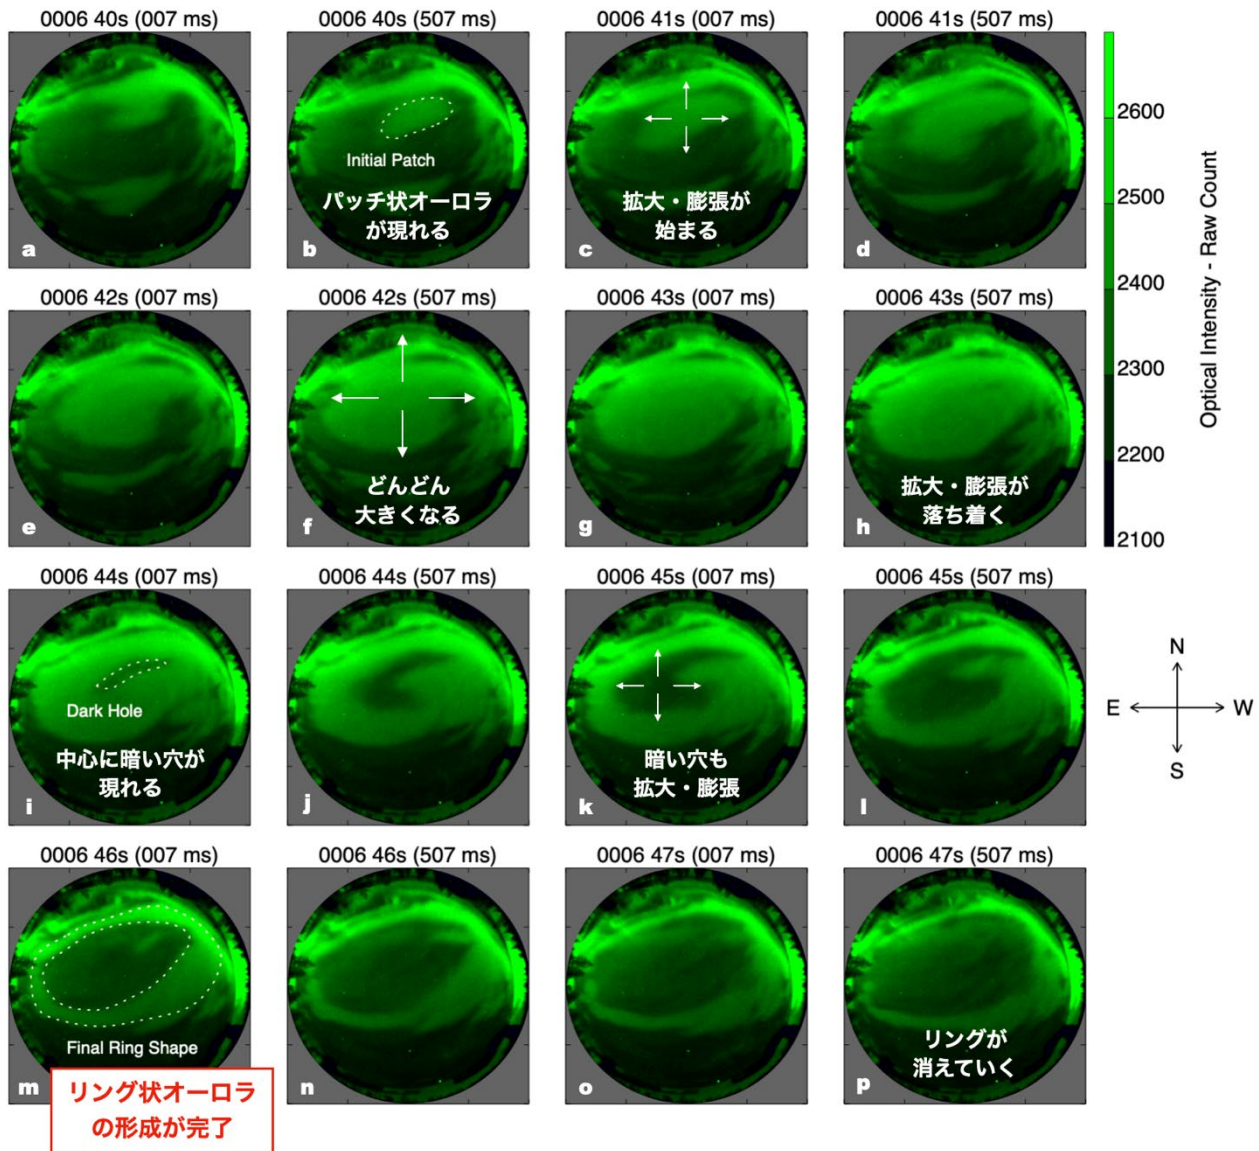 0006 40s (007 ms)
0006 40s (507 ms)
0006 41s (007 ms)
0006 41s (507 ms)
Initial Patch
パッチ状オーロラ
が現れる
拡大・膨張が
始まる
a
b
c
d
0006 42s (007 ms)
0006 42s (507 ms)
0006 43s (007 ms)
0006 43s (507 ms)
どんどん
大きくなる
拡大・膨張が
落ち着く
e
f
g
h
2600
2500
2400
2300
2200
2100
Optical Intensity - Raw Count
0006 44s (007 ms)
0006 44s (507 ms)
0006 45s (007 ms)
0006 45s (507 ms)
Dark Hole
中心に暗い穴が
現れる
暗い穴も
拡大・膨張
i
j
k
l
N
E
W
S
0006 46s (007 ms)
0006 46s (507 ms)
0006 47s (007 ms)
0006 47s (507 ms)
Final Ring Shape
リングが
消えていく
m
n
o
p
リング状オーロラ
の形成が完了